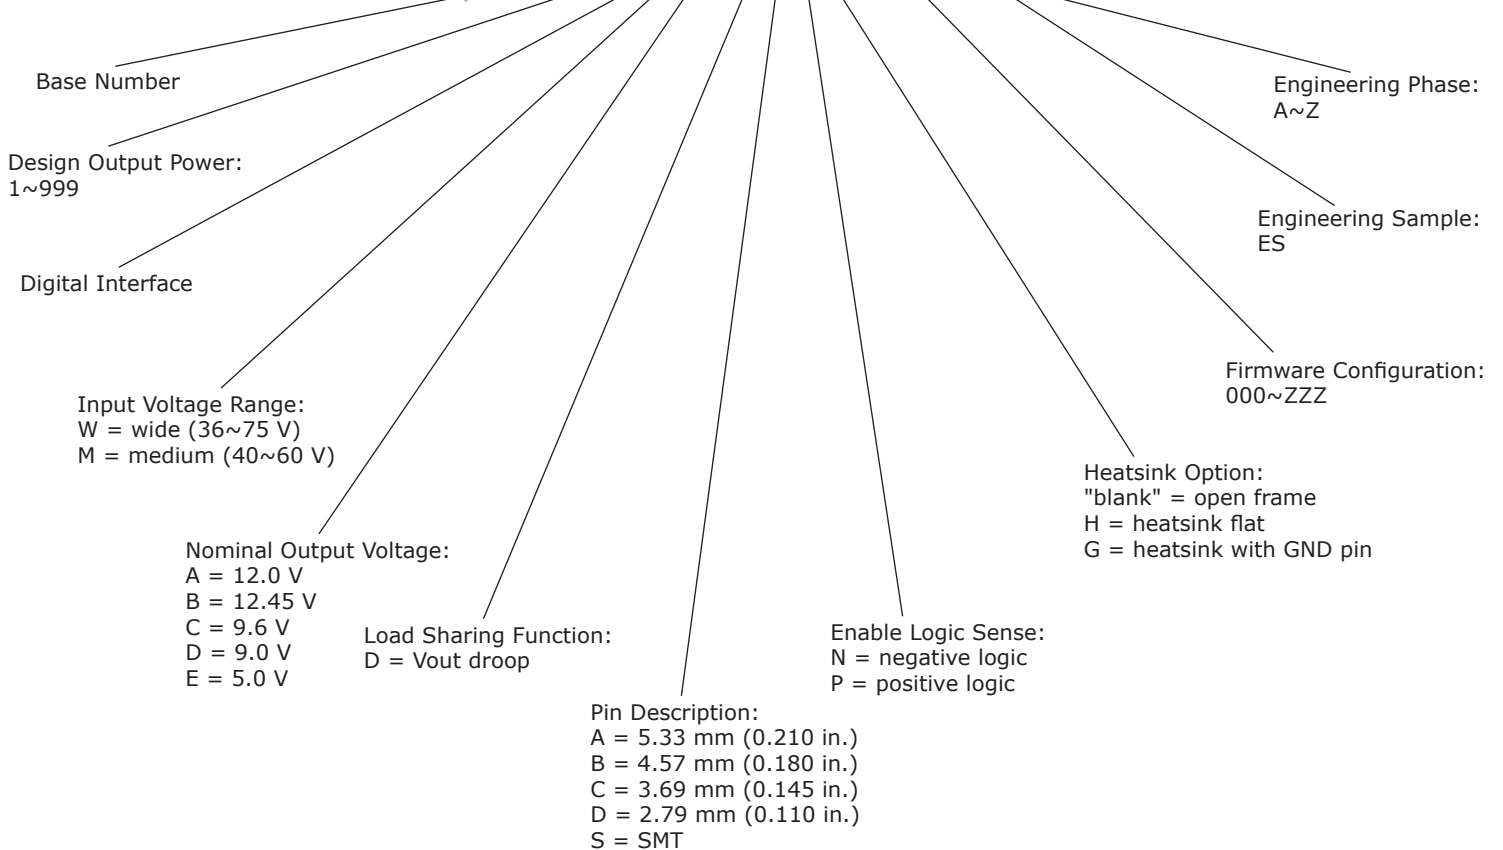 Base Number
Design Output Power:
1~999
Digital Interface
Input Voltage Range:
W = wide (36~75 V)
M = medium (40~60 V)
Nominal Output Voltage:
A = 12.0 V
B = 12.45 V
C = 9.6 V
D = 9.0 V
E = 5.0 V
Load Sharing Function:
D = Vout droop
Pin Description:
A = 5.33 mm (0.210 in.)
B = 4.57 mm (0.180 in.)
C = 3.69 mm (0.145 in.)
D = 2.79 mm (0.110 in.)
S = SMT
Enable Logic Sense:
N = negative logic
P = positive logic
Heatsink Option:
"blank" = open frame
H = heatsink flat
G = heatsink with GND pin
Firmware Configuration:
000~ZZZ
Engineering Sample:
ES
Engineering Phase:
A~Z